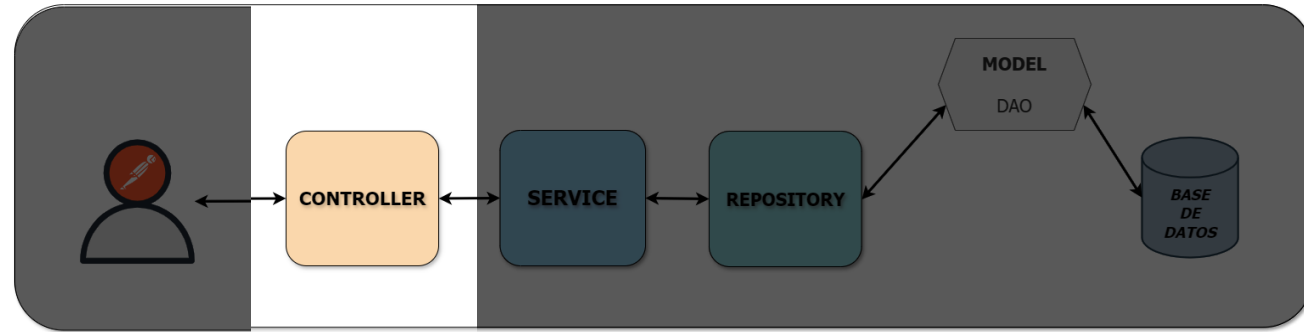 CONTROLLER
SERVICE
REPOSITORY
MODEL
DAO
BASE
DE
DATOS